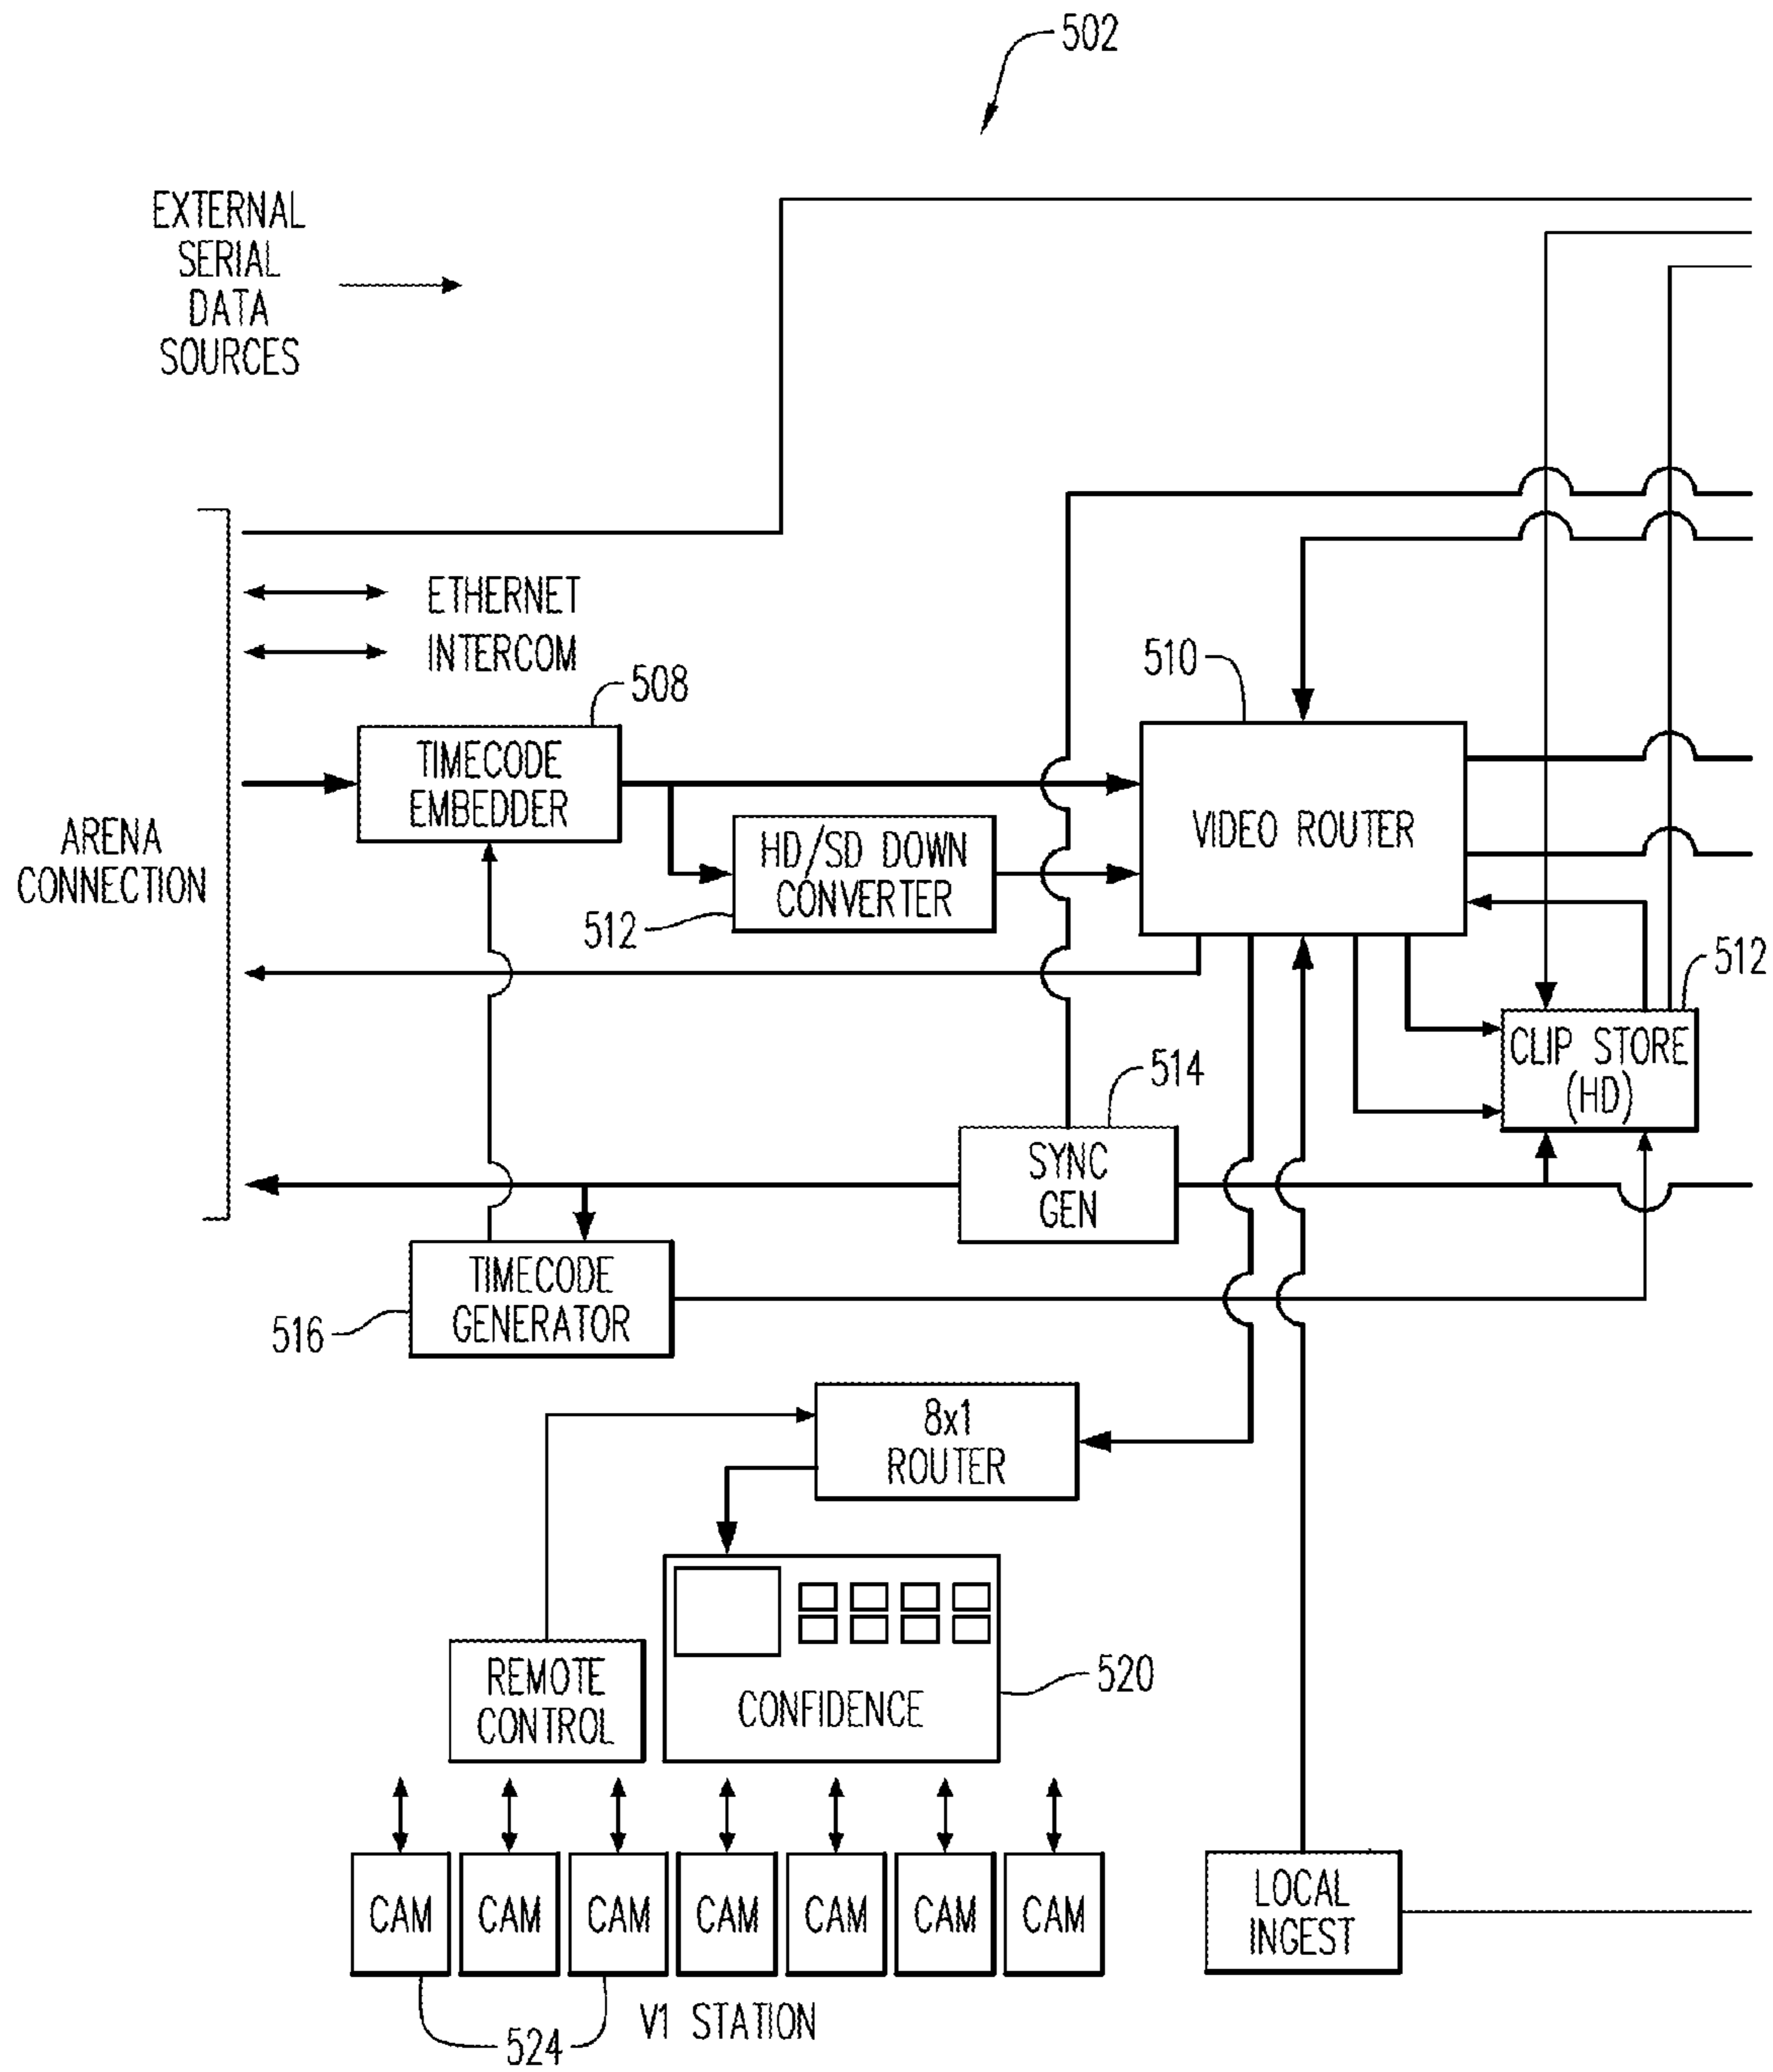 502
EXTERNAL
SERIAL
DATA
SOURCES
ETHERNET
INTERCOM
508
510
TIMECODE
EMBEDDER
ARENA
CONNECTION
HD/SD DOWN
CONVERTER
512
VIDEO ROUTER
512
CLIP STORE
(HD)
514
SYNC
GEN
TIMECODE
GENERATOR
516
8x1
ROUTER
REMOTE
CONTROL
CONFIDENCE
520
CAM
CAM
CAM
CAM
CAM
CAM
CAM
LOCAL
INGEST
524
V1 STATION